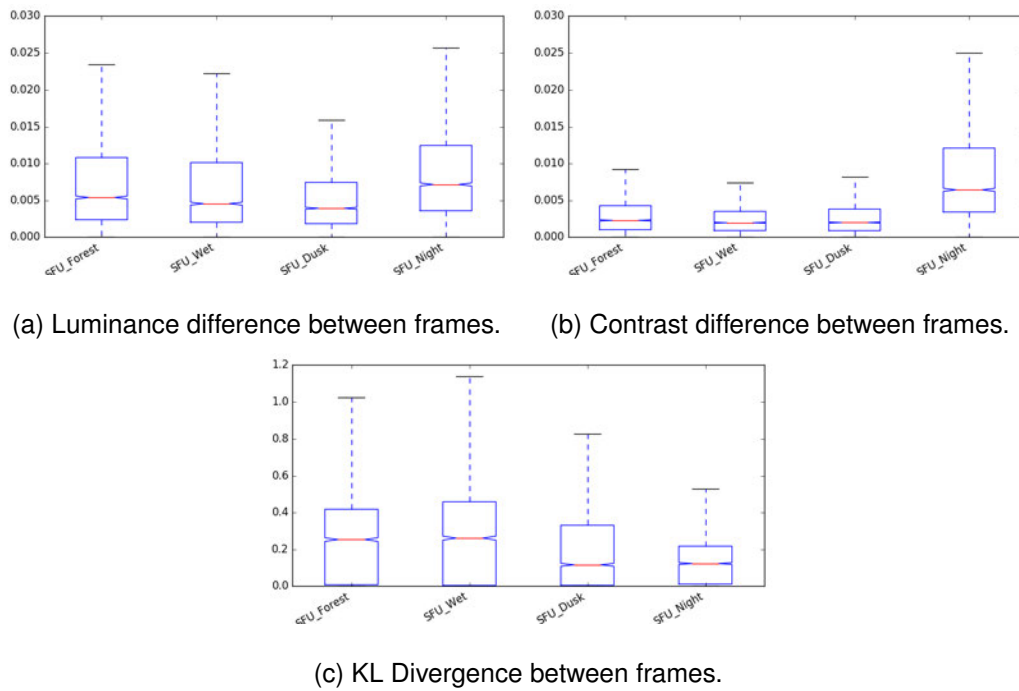 0.030
0.025
0.020
0.015
0.010
0.005
0.000
SFU_Forest
SFU_Wet
SFU_Dusk
SFU_Night
(a) Luminance difference between frames.
0.030
0.025
0.020
0.015
0.010
0.005
0.000
SFU_Forest
SFU_Wet
SFU_Dusk
SFU_Night
(b) Contrast difference between frames.
1.2
1.0
0.8
0.6
0.4
0.2
0.0
SFU_Forest
SFU_Wet
SFU_Dusk
SFU_Night
(c) KL Divergence between frames.